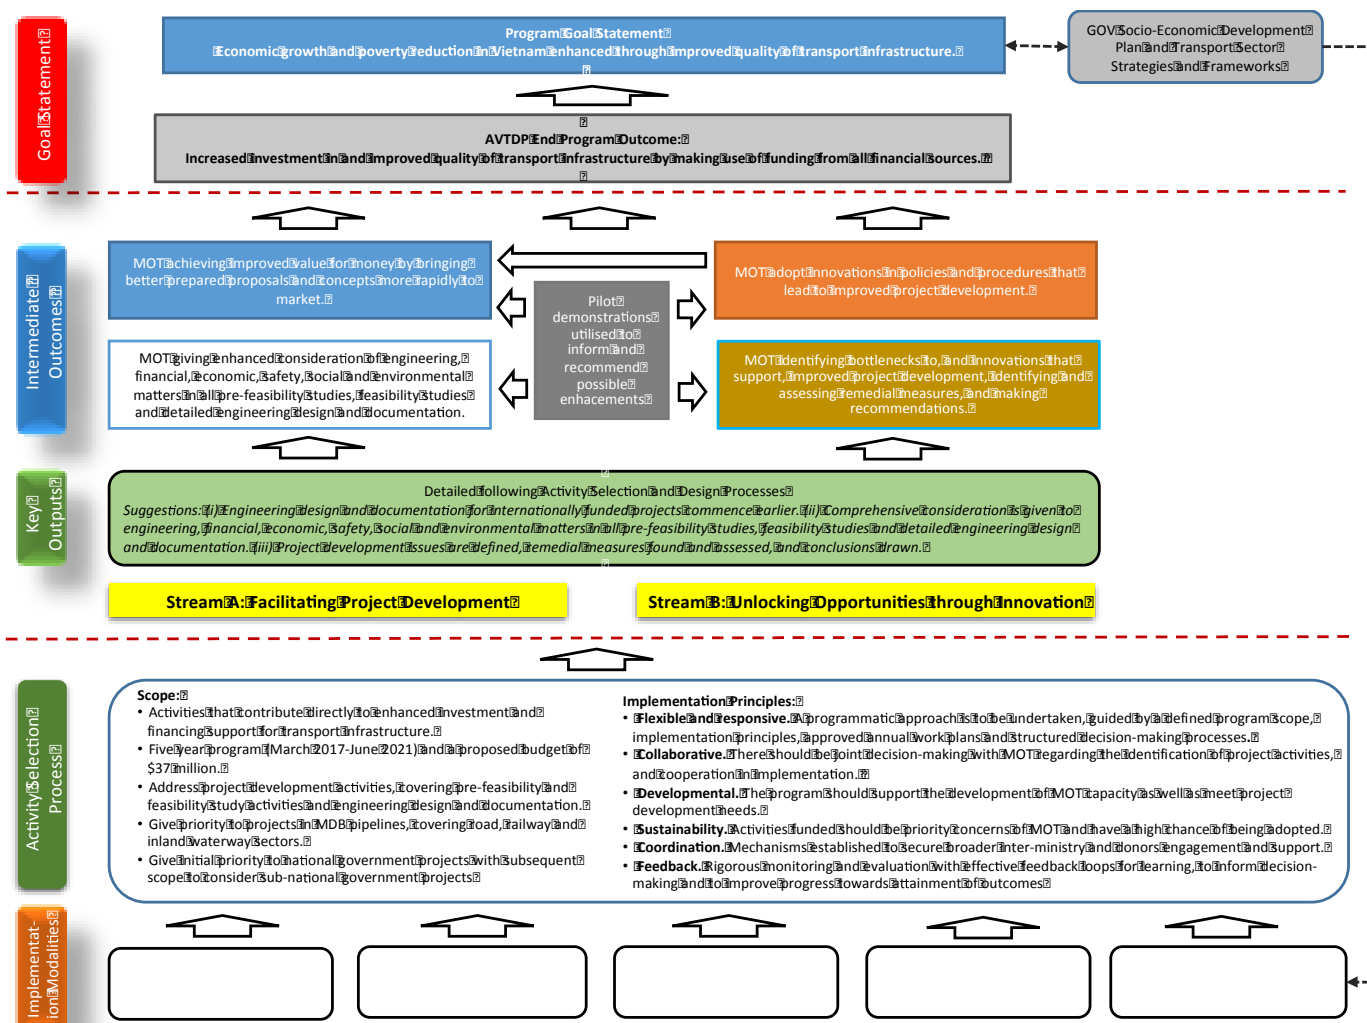 Goal Statement
Program Goal Statement
Economic growth and poverty reduction in Vietnam enhanced through improved quality of transport infrastructure.
GOV Socio-Economic Development
Plan and Transport Sector
Strategies and Frameworks
AVTDP End Program Outcome:
Increased investment in and improved quality of transport infrastructure by making use of funding from all financial sources.
Intermediate
Outcomes
MOT achieving improved value for money by bringing
better prepared proposals and concepts more rapidly to
market.
MOT adopt innovations in policies and procedures that
lead to improved project development.
Pilot
demonstrations
utilised to
inform and
recommend
possible
enhacements
MOT giving enhanced consideration of engineering,
financial, economic, safety, social and environmental
matters in all pre-feasibility studies, feasibility studies
and detailed engineering design and documentation.
MOT identifying bottlenecks to, and innovations that
support, improved project development, identifying and
assessing remedial measures, and making
recommendations.
Key
Outputs
Detailed following Activity Selection and Design Processes
Suggestions: (i) Engineering design and documentation for internationally funded projects commence earlier. (ii) Comprehensive consideration is given to
engineering, financial, economic, safety, social and environmental matters in all pre-feasibility studies, feasibility studies and detailed engineering design
and documentation. (iii) Project development issues are defined, remedial measures found and assessed, and conclusions drawn.
Stream A: Facilitating Project Development
Stream B: Unlocking Opportunities through Innovation
Activity Selection
Process
Scope:
• Activities that contribute directly to enhanced investment and
financing support for transport infrastructure.
• Five year program (March 2017-June 2021) and a proposed budget of
$37 million.
• Address project development activities, covering pre-feasibility and
feasibility study activities and engineering design and documentation.
• Give priority to projects in MDB pipelines, covering road, railway and
inland waterway sectors.
• Give initial priority to national government projects with subsequent
scope to consider sub-national government projects
Implementation Principles:
• Flexible and responsive. A programmatic approach is to be undertaken, guided by a defined program scope,
implementation principles, approved annual work plans and structured decision-making processes.
• Collaborative. There should be joint decision-making with MOT regarding the identification of project activities,
and cooperation in implementation.
• Developmental. The program should support the development of MOT capacity as well as meet project
development needs.
• Sustainability. Activities funded should be priority concerns of MOT and have a high chance of being adopted.
• Coordination. Mechanisms established to secure broader inter-ministry and donors engagement and support.
• Feedback. Rigorous monitoring and evaluation with effective feedback loops for learning, to inform decision-
making and to improve progress towards attainment of outcomes
Implementat-
ion Modalities